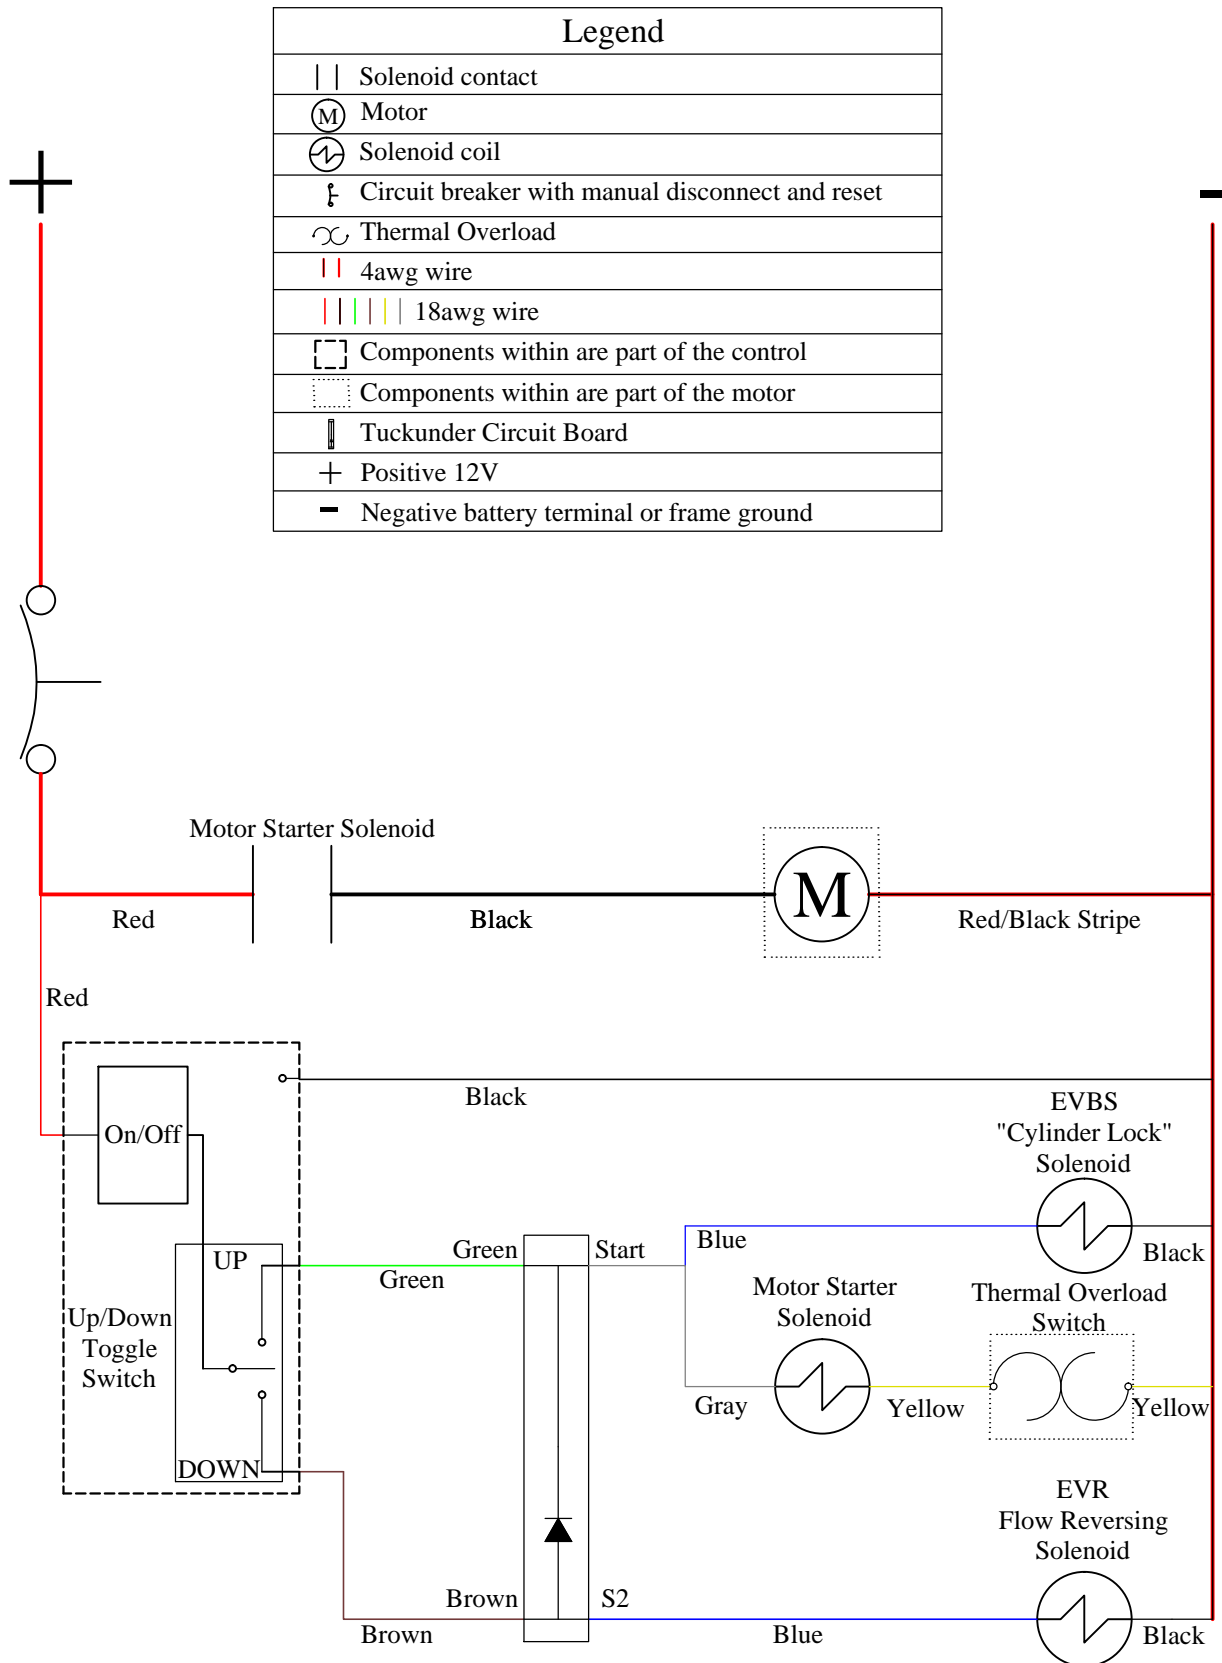 Legend
Solenoid contact
M Motor
Solenoid coil
Circuit breaker with manual disconnect and reset
Thermal Overload
4awg wire
18awg wire
Components within are part of the control
Components within are part of the motor
Tuckunder Circuit Board
Positive 12V
Negative battery terminal or frame ground
Motor Starter Solenoid
M
Red
Black
Red/Black Stripe
Red
Black
On/Off
EVBS
"Cylinder Lock"
Solenoid
UP
Green
Green
Start
Blue
Black
Up/Down
Toggle
Switch
Motor Starter
Solenoid
Thermal Overload
Switch
Gray
Yellow
Yellow
DOWN
EVR
Flow Reversing
Solenoid
Brown
Brown
S2
Blue
Black